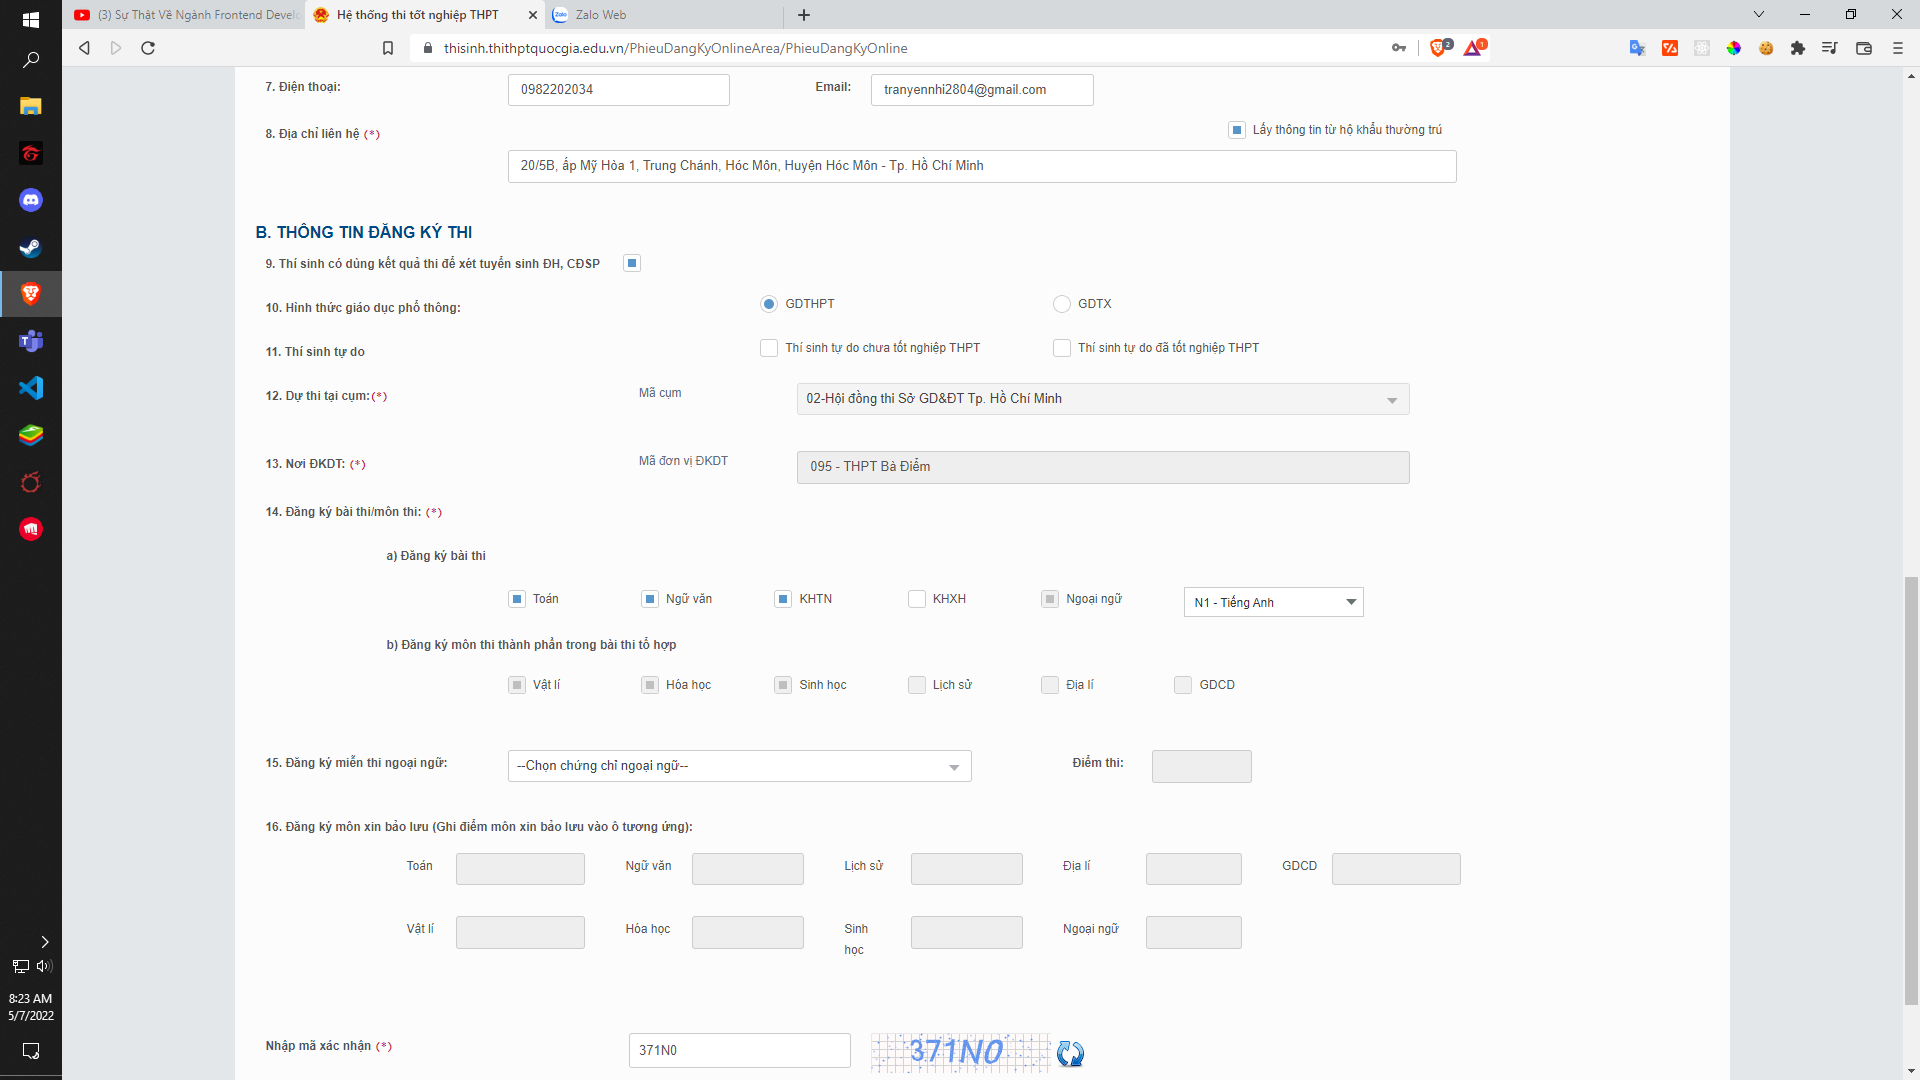 (3) Sự Thật Về Ngành Frontend Develo
Hệ thống thi tốt nghiệp THPT
Zalo Web
thisinh.thithptquocgia.edu.vn/PhieuDangKyOnlineArea/PhieuDangKyOnline
2
1
7. Điện thoại:
0982202034
Email:
tranyennhi2804@gmail.com
8. Địa chỉ liên hệ (*)
Lấy thông tin từ hộ khẩu thường trú
20/5B, ấp Mỹ Hòa 1, Trung Chánh, Hóc Môn, Huyện Hóc Môn - Tp. Hồ Chí Minh
B. THÔNG TIN ĐĂNG KÝ THI
9. Thí sinh có dùng kết quả thi để xét tuyển sinh ĐH, CĐSP
10. Hình thức giáo dục phổ thông:
GDTHPT
GDTX
11. Thí sinh tự do
Thí sinh tự do chưa tốt nghiệp THPT
Thí sinh tự do đã tốt nghiệp THPT
12. Dự thi tại cụm:(*)
Mã cụm
02-Hội đồng thi Sở GD&ĐT Tp. Hồ Chí Minh
13. Nơi ĐKDT: (*)
Mã đơn vị ĐKDT
095 - THPT Bà Điểm
14. Đăng ký bài thi/môn thi: (*)
a) Đăng ký bài thi
Toán
Ngữ văn
KHTN
KHXH
Ngoại ngữ
N1 - Tiếng Anh
b) Đăng ký môn thi thành phần trong bài thi tổ hợp
Vật lí
Hóa học
Sinh học
Lịch sử
Địa lí
GDCD
15. Đăng ký miễn thi ngoại ngữ:
--Chọn chứng chỉ ngoại ngữ--
Điểm thi:
16. Đăng ký môn xin bảo lưu (Ghi điểm môn xin bảo lưu vào ô tương ứng):
Toán
Ngữ văn
Lịch sử
Địa lí
GDCD
Vật lí
Hóa học
Sinh
học
Ngoại ngữ
8:23 AM
5/7/2022
Nhập mã xác nhận (*)
371N0
371N0